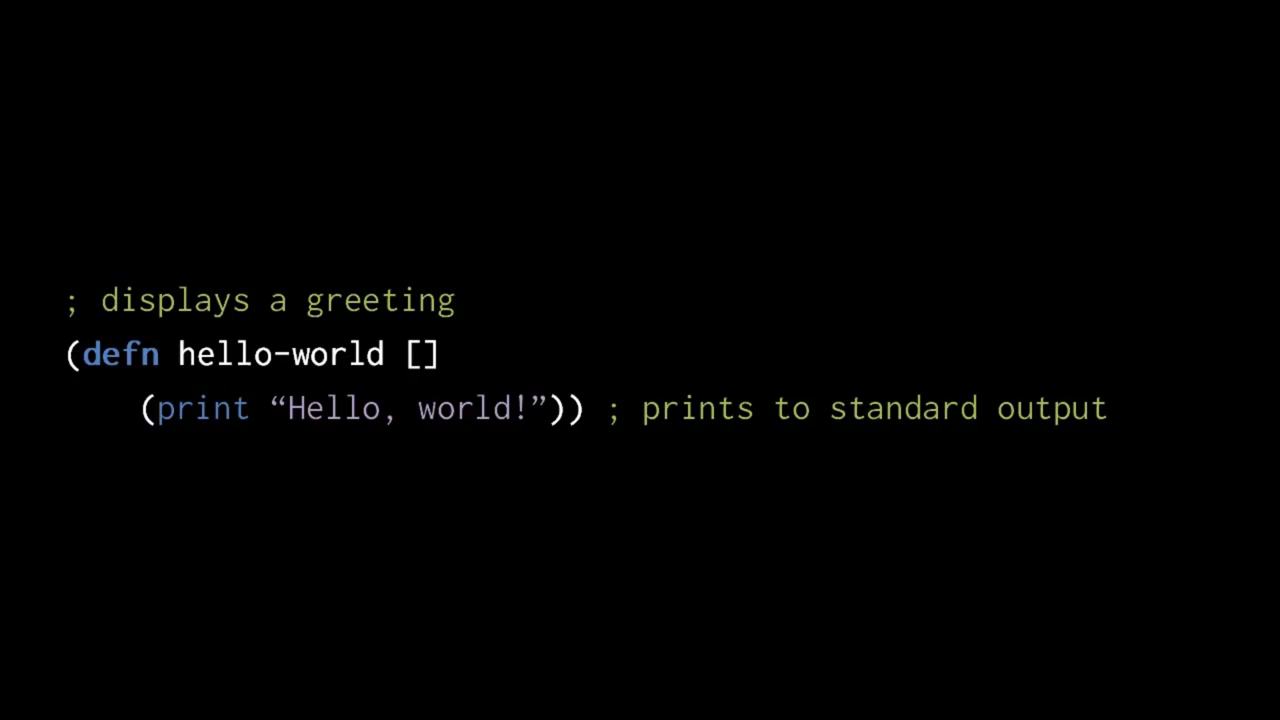 ; displays a greeting
(defn hello-world []
(print “Hello, world!”)) ; prints to standard output